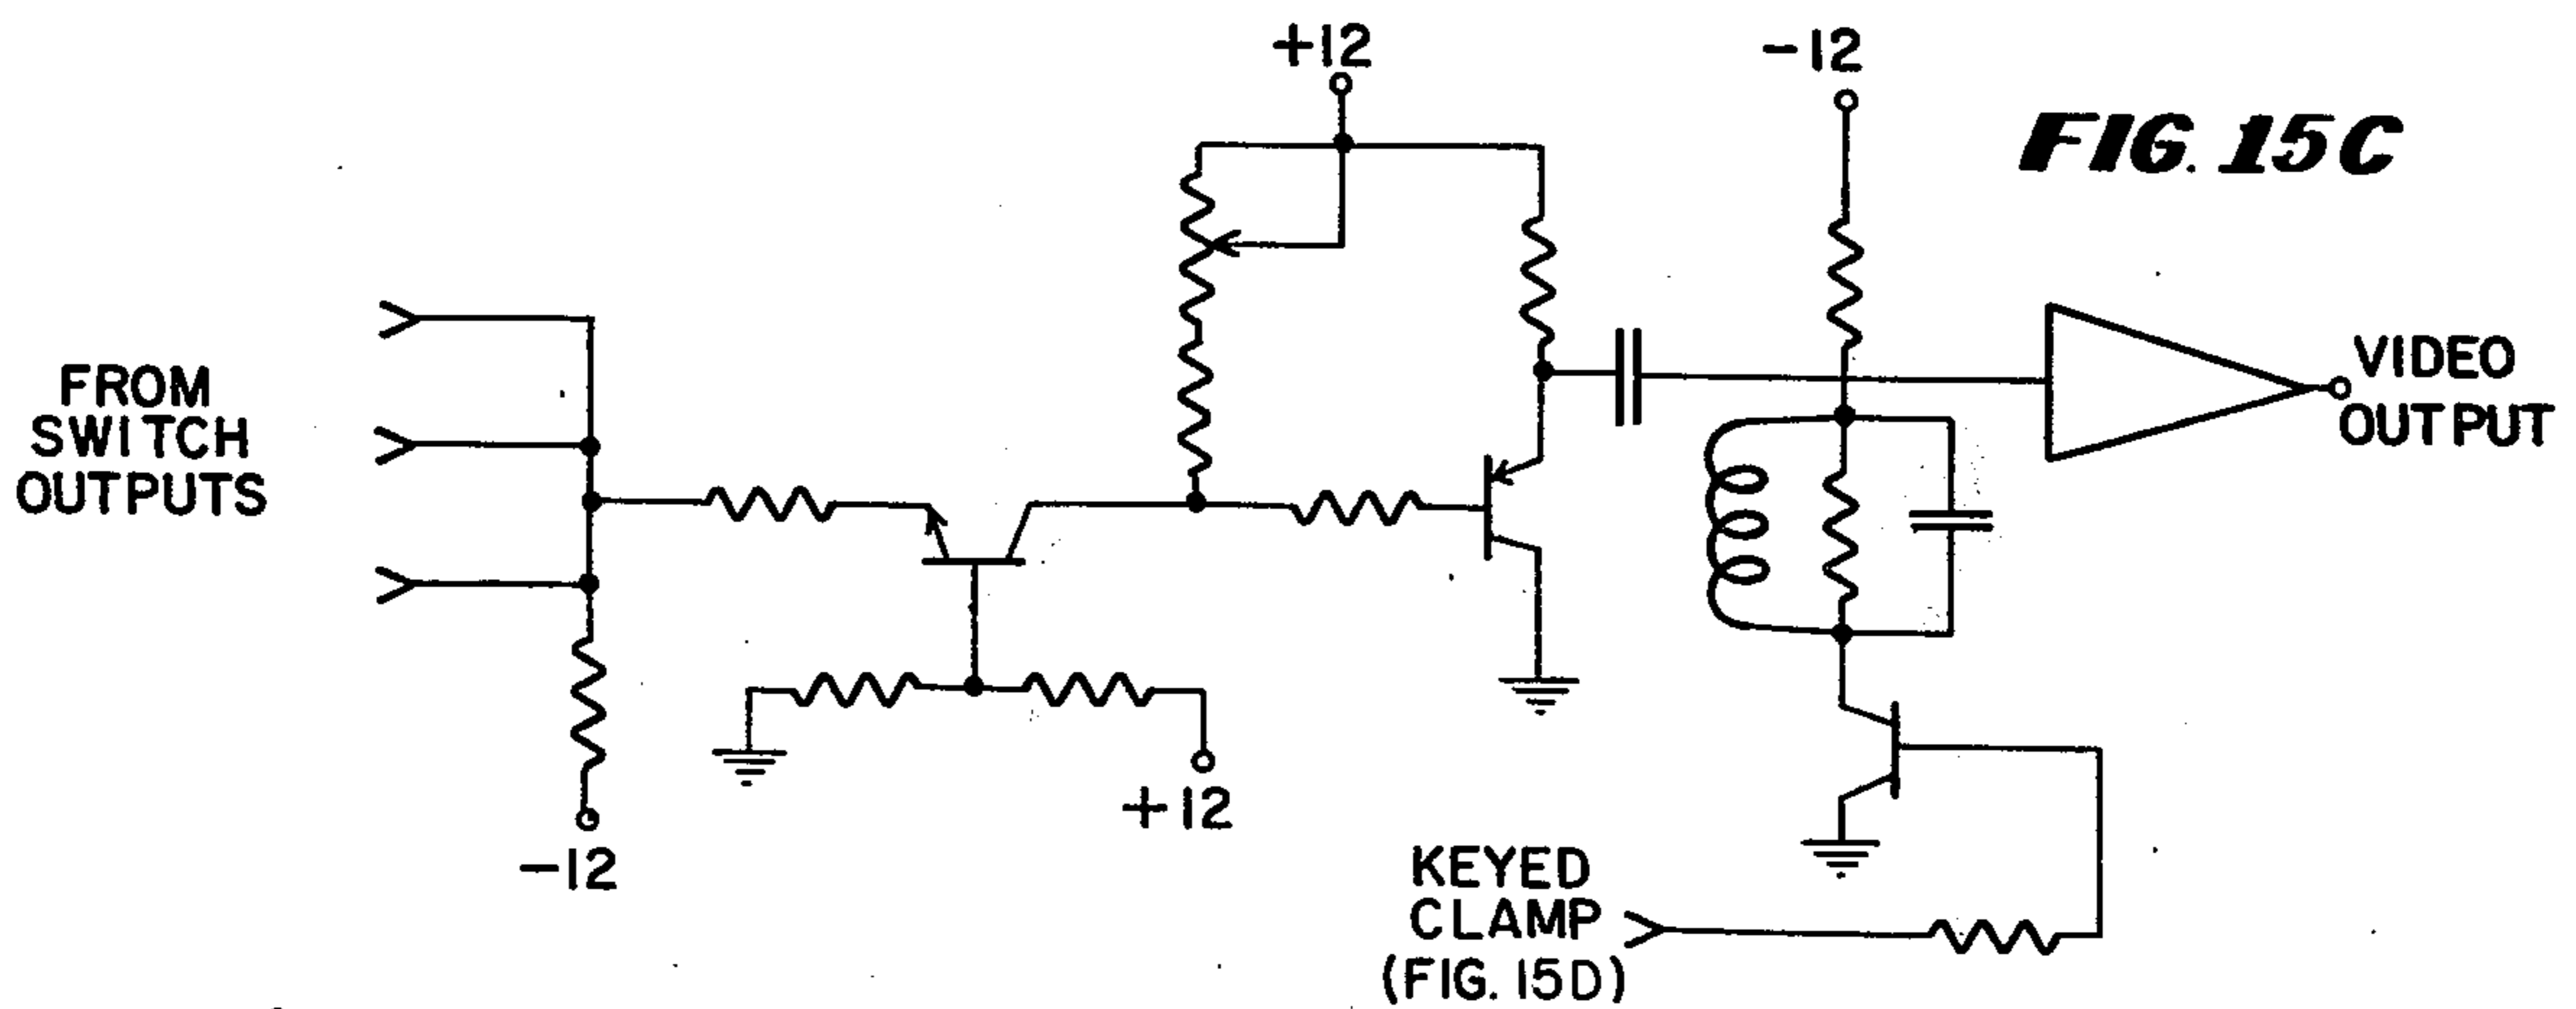 +12
-12
FIG. 15C
FROM
SWITCH
OUTPUTS
VIDEO
OUTPUT
+12
-12
KEYED
CLAMP
(FIG. 15D)